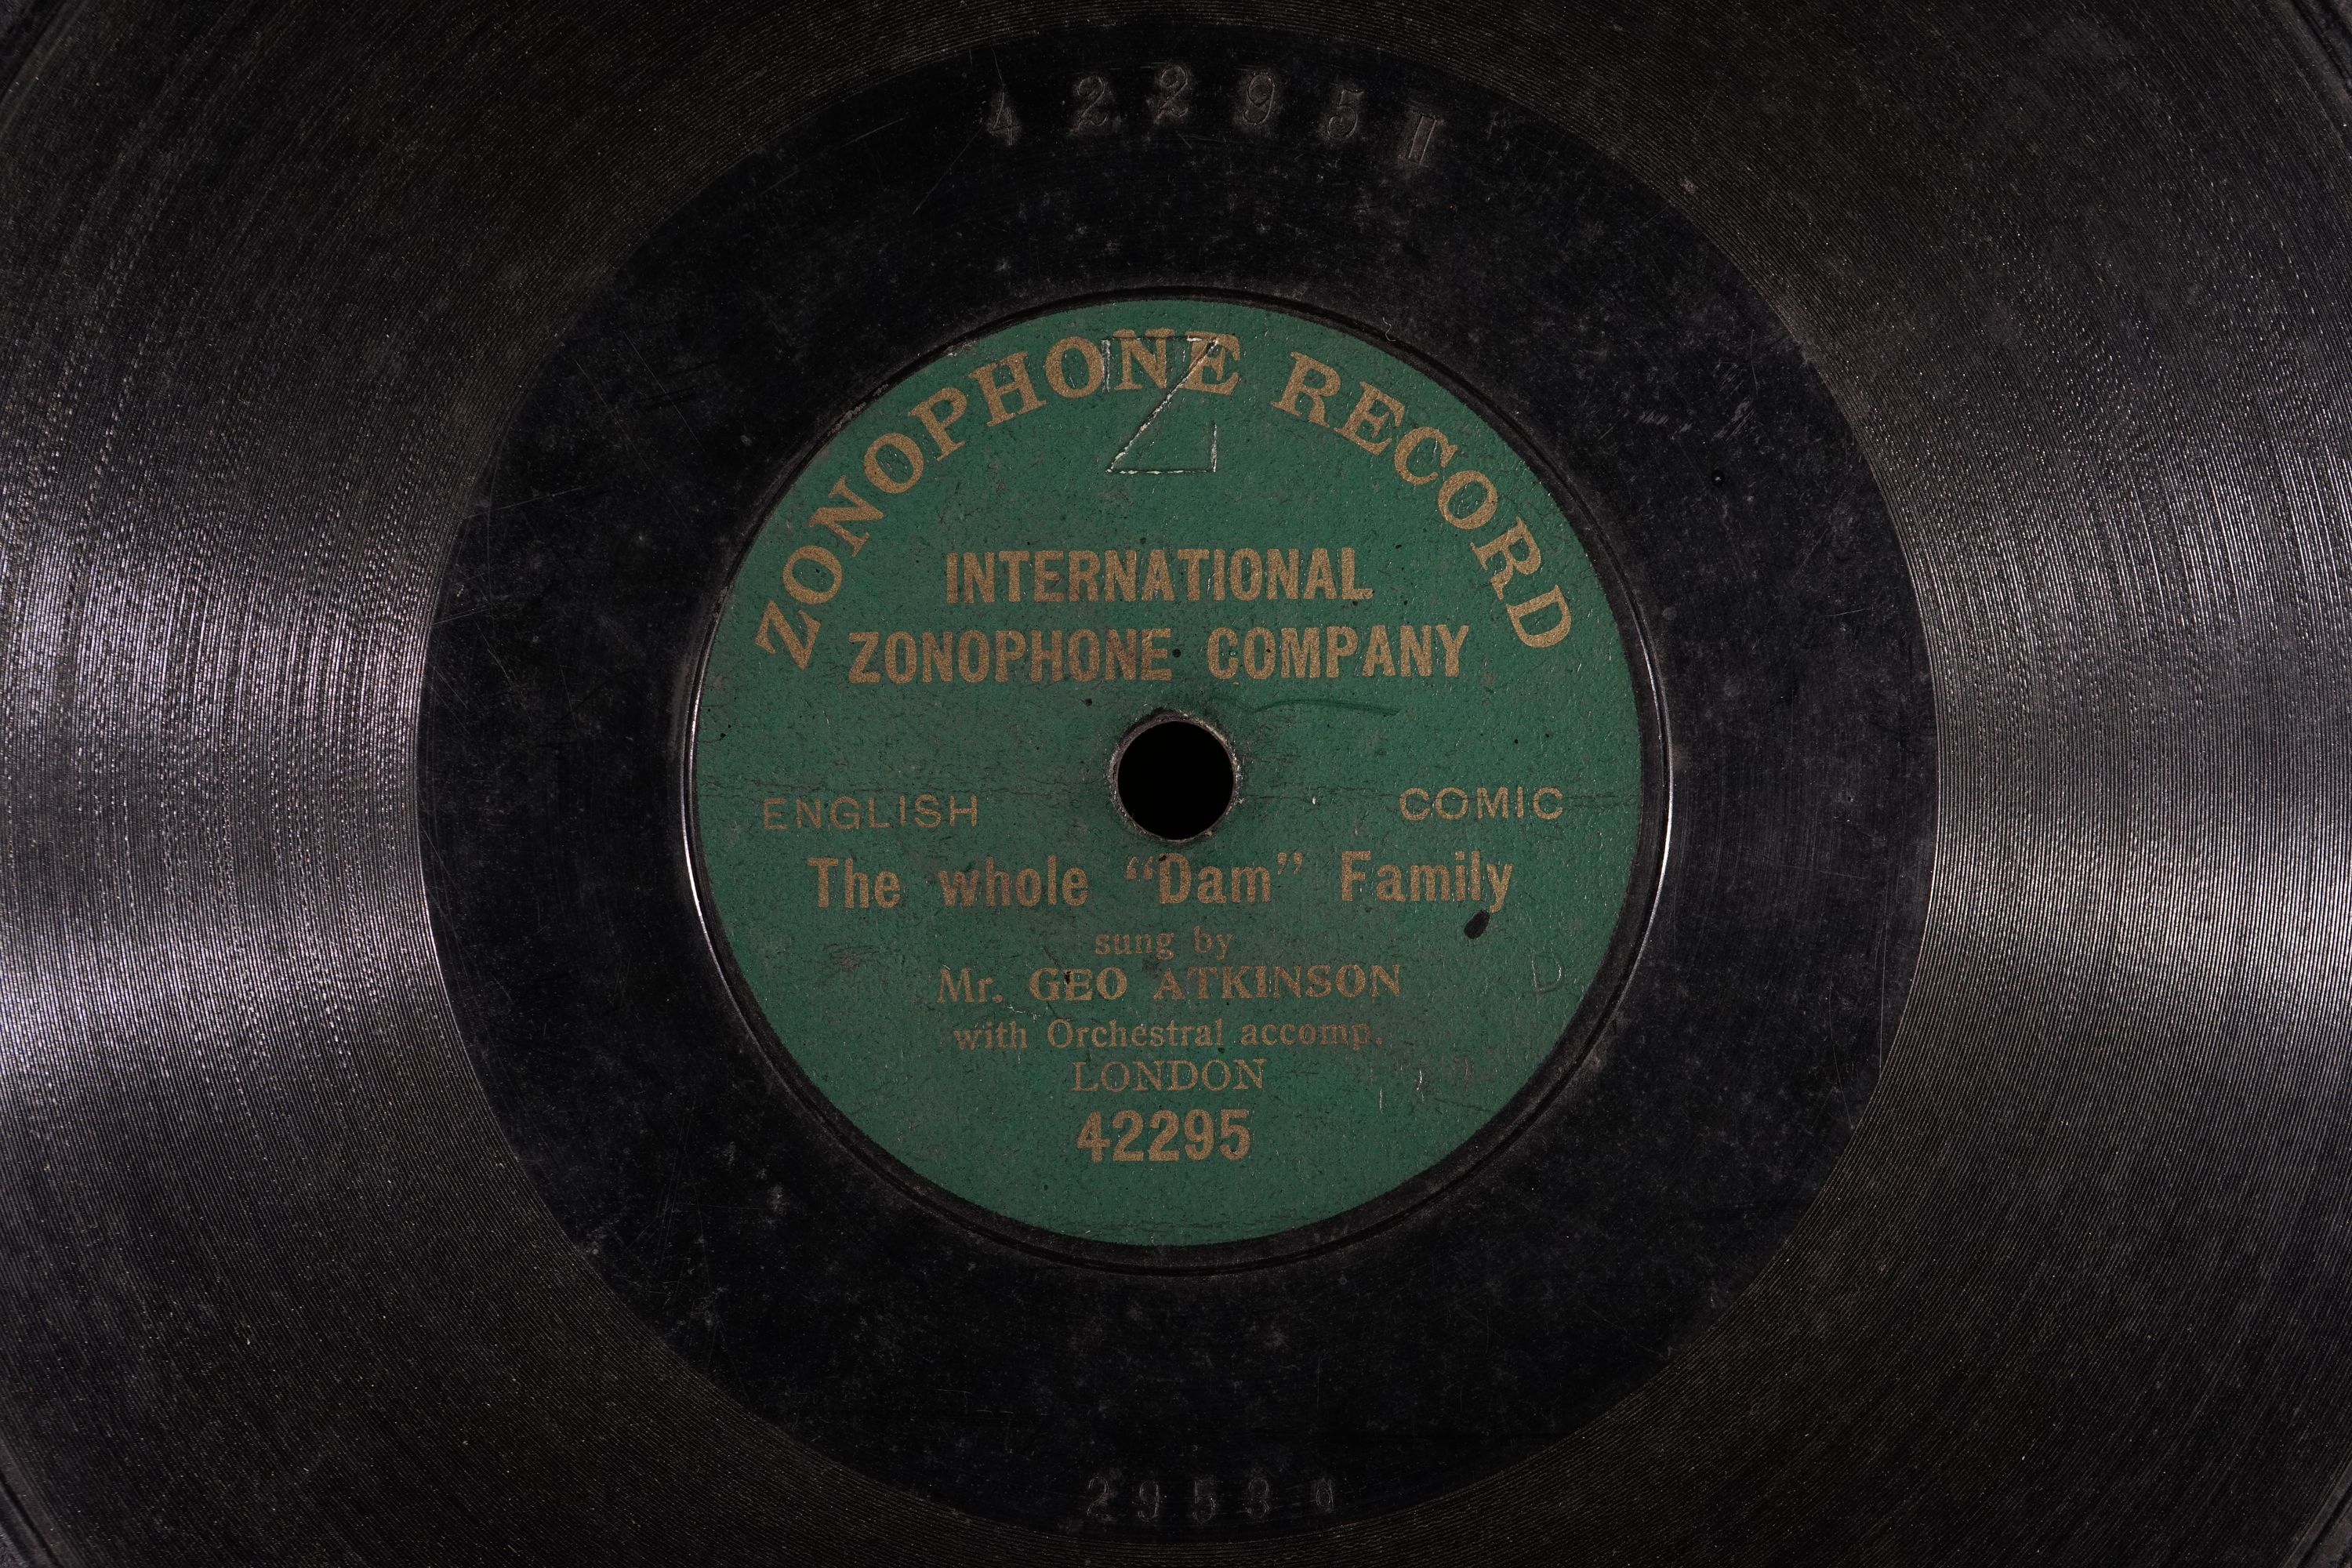 42295 II
ZONOPHONE RECORD
Z
INTERNATIONAL
ZONOPHONE COMPANY
ENGLISH COMIC
The whole “Dam” Family
sung by
Mr. GEO ATKINSON
with Orchestral accomp.
LONDON
42295